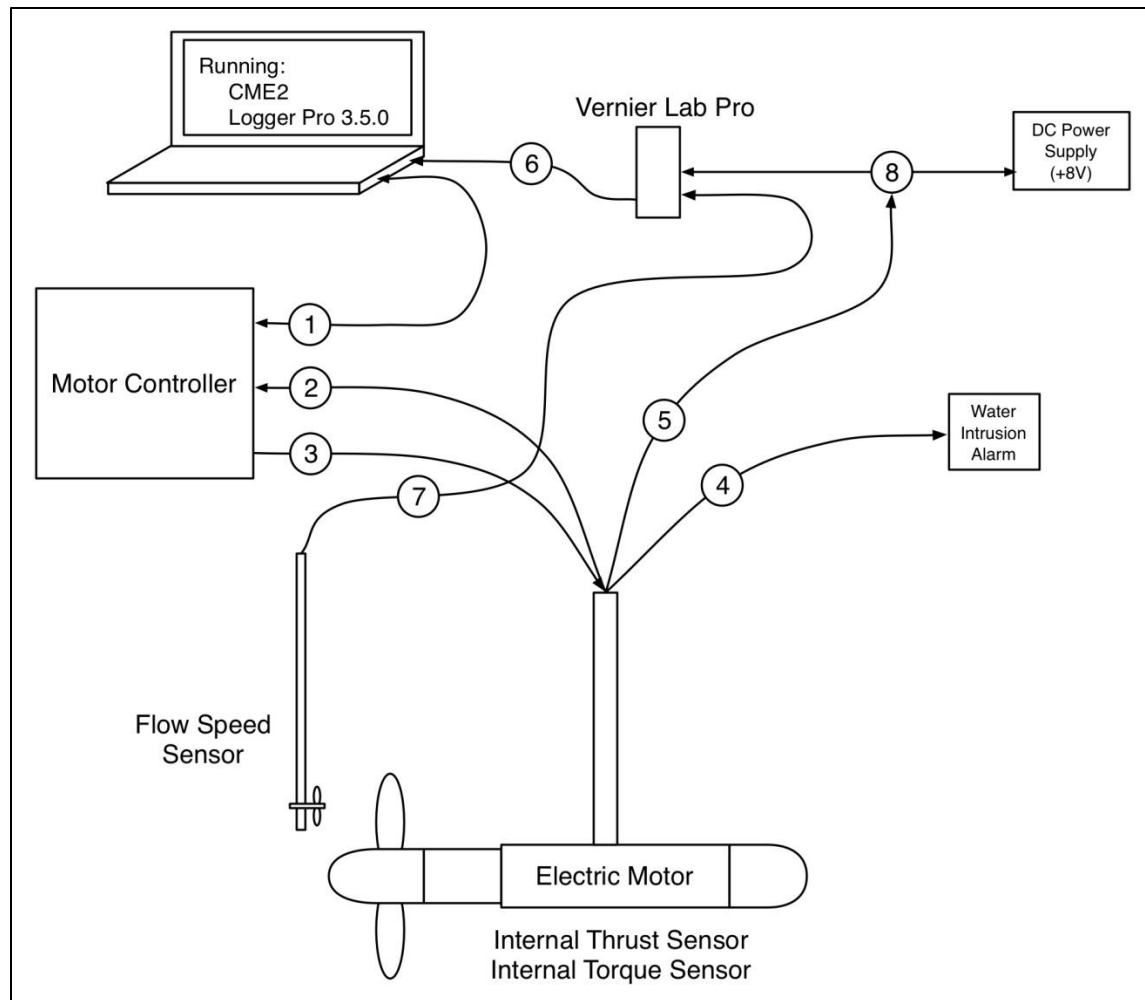 Running:
CME2
Logger Pro 3.5.0
Vernier Lab Pro
DC Power
Supply
(+8V)
6
8
1
Motor Controller
2
3
5
Water
Intrusion
Alarm
4
7
Flow Speed
Sensor
Electric Motor
Internal Thrust Sensor
Internal Torque Sensor